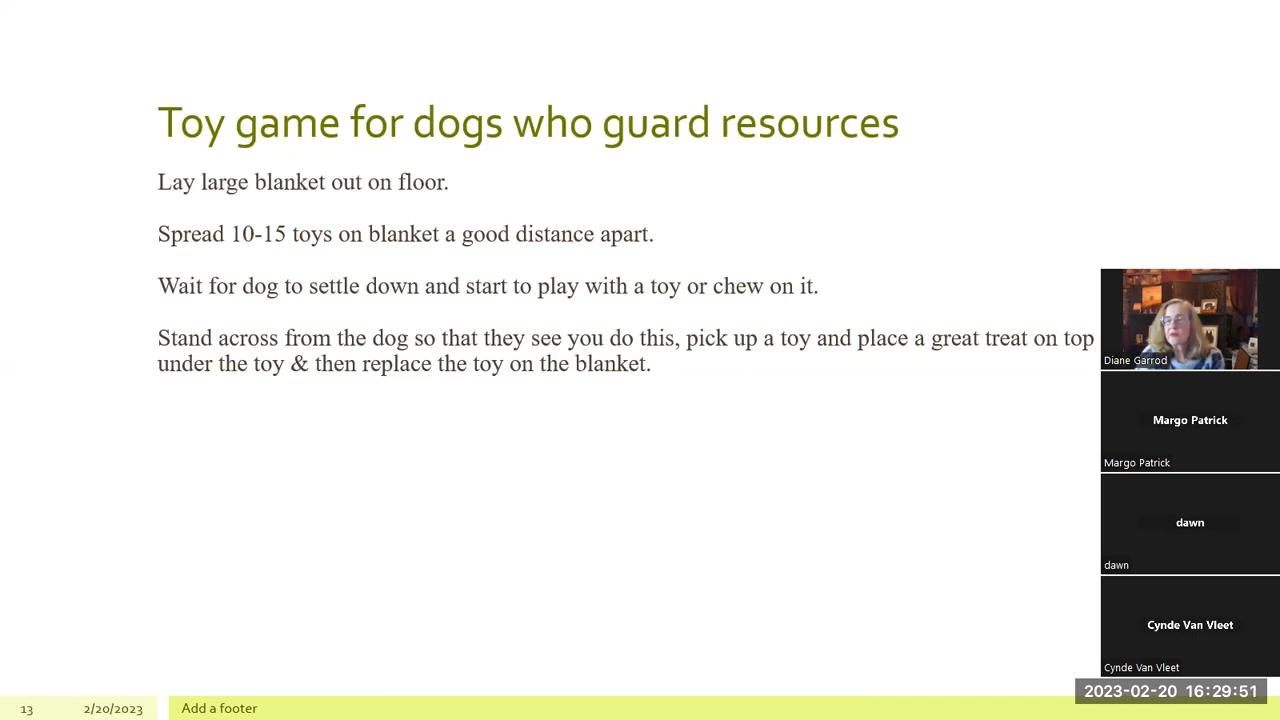 Toy game for dogs who guard resources
Lay large blanket out on floor.
Spread 10-15 toys on blanket a good distance apart.
Wait for dog to settle down and start to play with a toy or chew on it.
Stand across from the dog so that they see you do this, pick up a toy and place a great treat on top
under the toy & then replace the toy on the blanket.
Diane Garrod
Margo Patrick
Margo Patrick
dawn
dawn
Cynde Van Vleet
Cynde Van Vleet
2023-02-20 16:29:51
13 2/20/2023 Add a footer